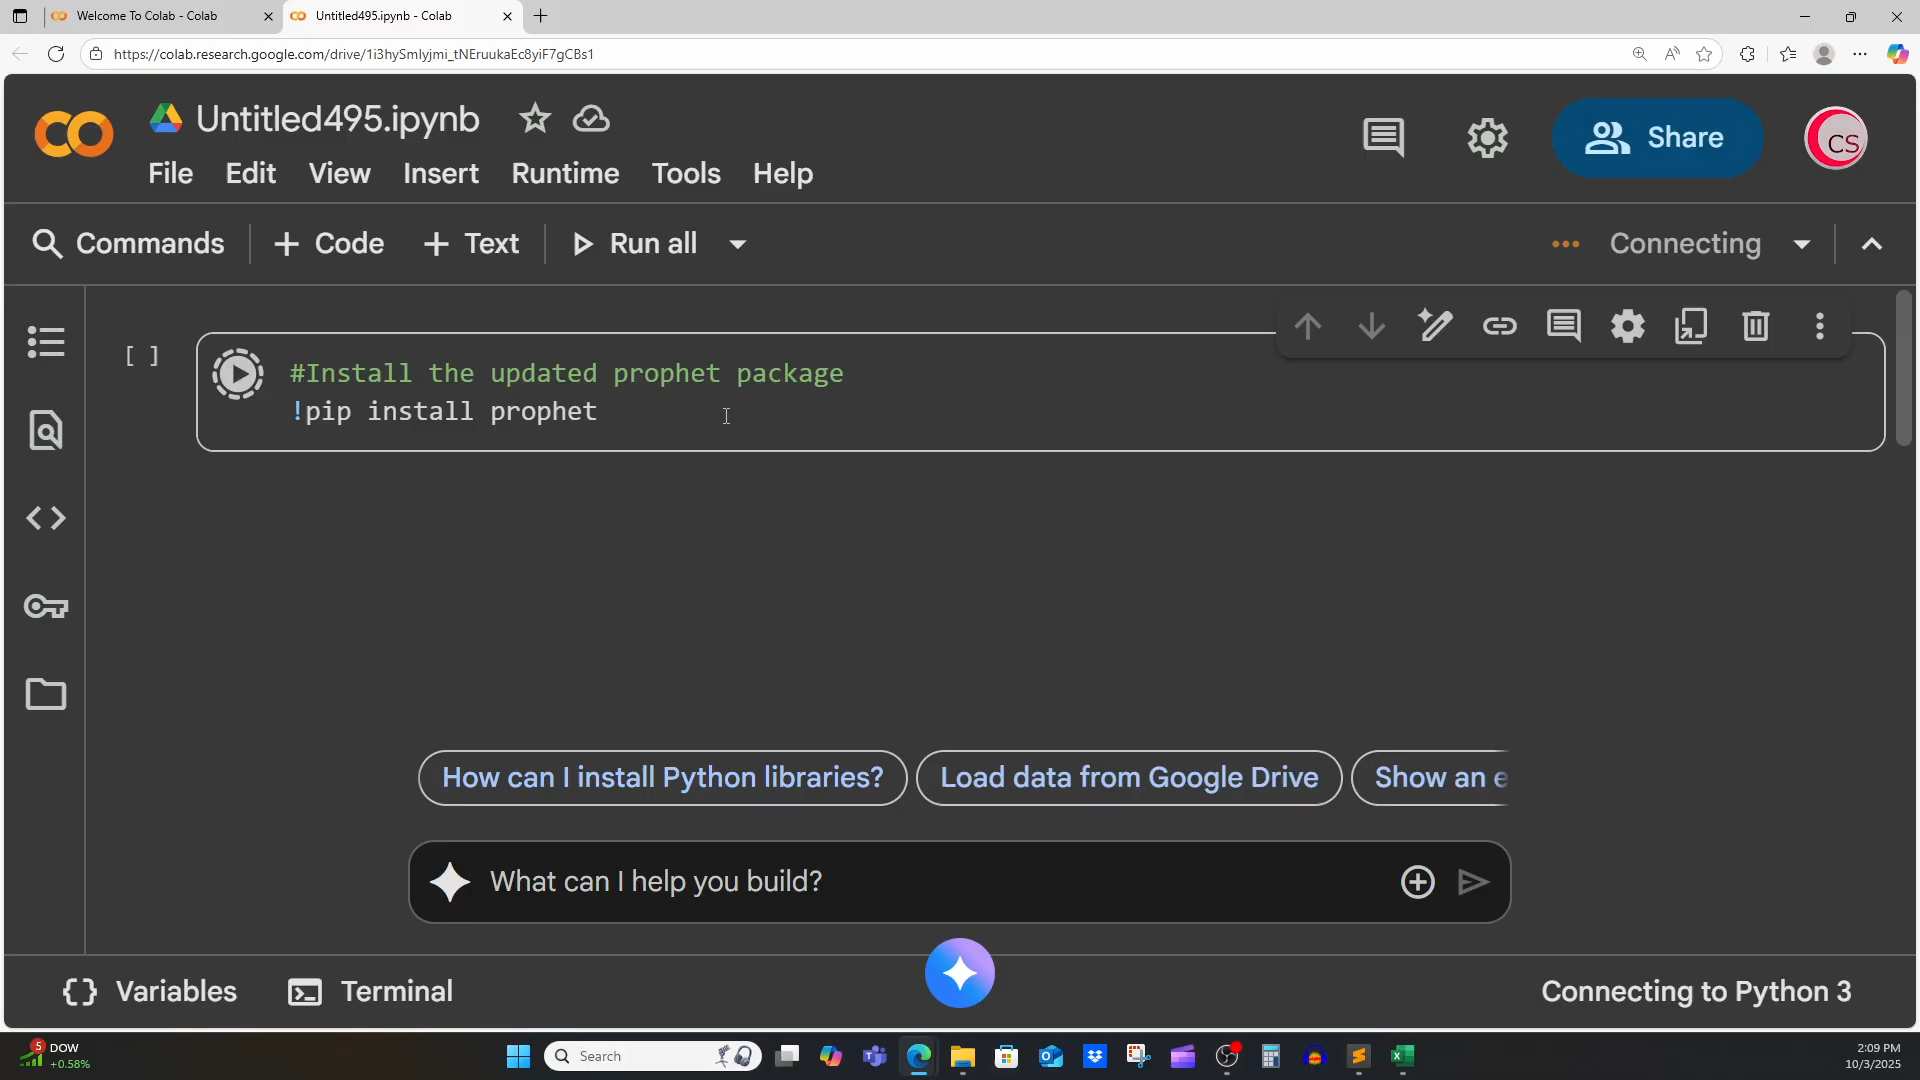 Welcome To Colab - Colab
Untitled495.ipynb - Colab
https://colab.research.google.com/drive/1i3hySmlyjmi_tNEruukaEc8yiF7gCBs1
Untitled495.ipynb
Share
CS
File Edit View Insert Runtime Tools Help
Commands + Code + Text Run all Connecting
[ ] #Install the updated prophet package
!pip install prophet
How can I install Python libraries? Load data from Google Drive Show an e
What can I help you build?
Variables Terminal Connecting to Python 3
5 DOW
+0.58%
Search
2:09 PM
10/3/2025